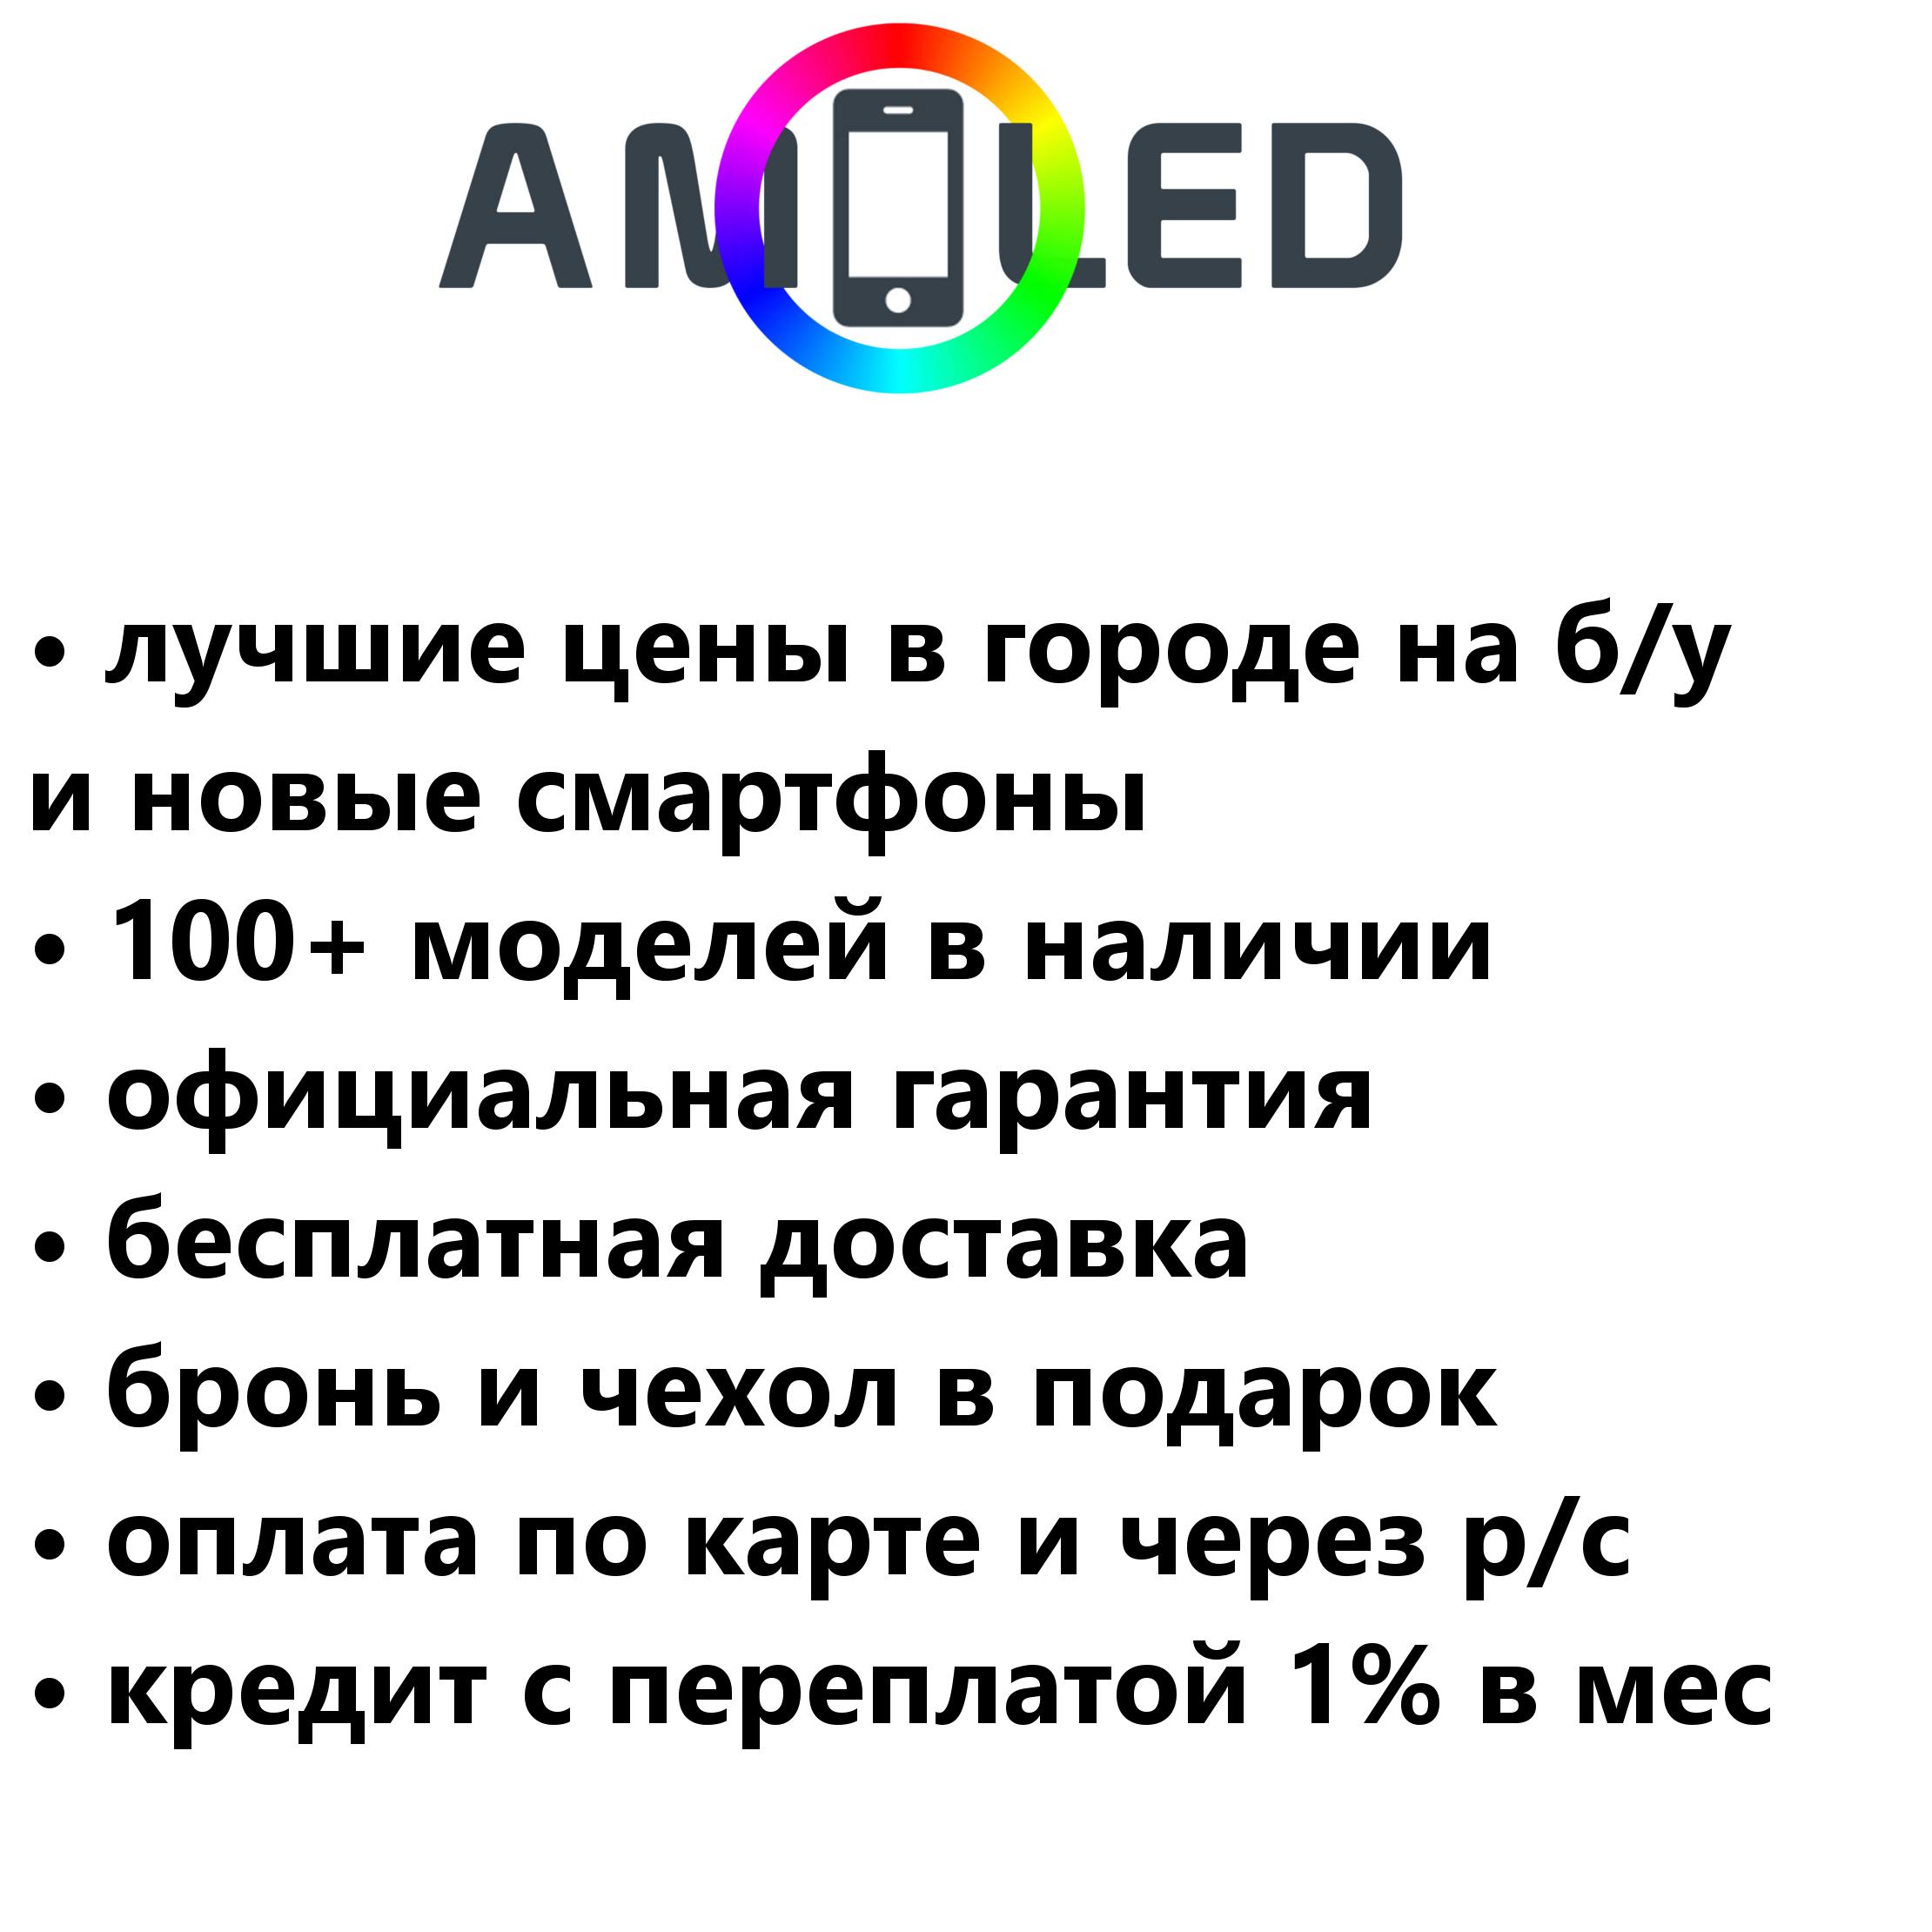 AMOLED
• лучшие цены в городе на б/у
и новые смартфоны
• 100+ моделей в наличии
• официальная гарантия
• бесплатная доставка
• бронь и чехол в подарок
• оплата по карте и через р/с
• кредит с переплатой 1% в мес